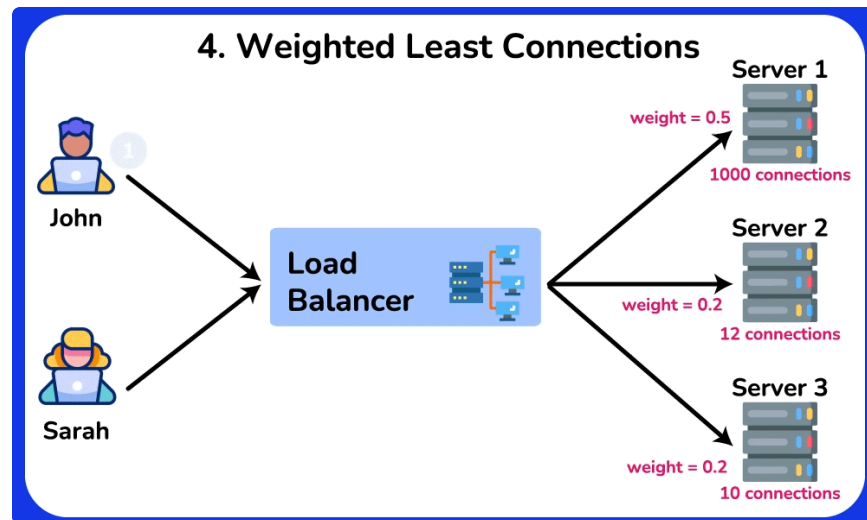 4. Weighted Least Connections
1
John
Sarah
Load
Balancer
Server 1
weight = 0.5
1000 connections
Server 2
weight = 0.2
12 connections
Server 3
weight = 0.2
10 connections